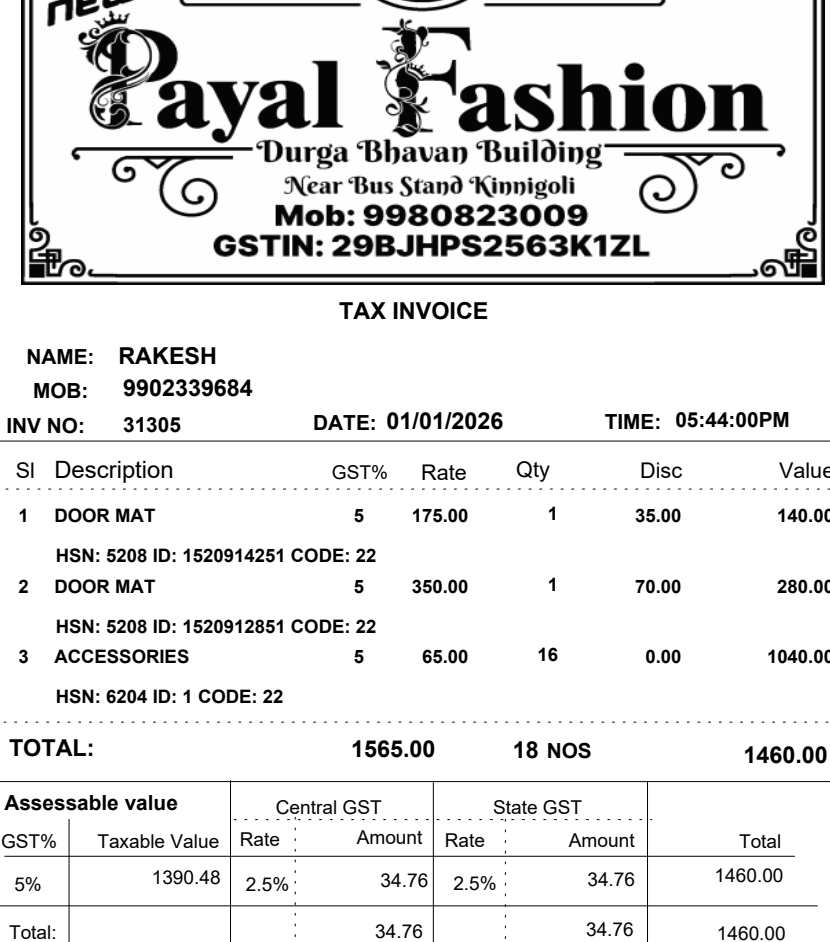 new
Payal Fashion
Durga Bhavan Building
Near Bus Stand Kinnigoli
Mob: 9980823009
GSTIN: 29BJHPS2563K1ZL
TAX INVOICE
NAME: RAKESH
MOB: 9902339684
INV NO: 31305 DATE: 01/01/2026 TIME: 05:44:00PM
Sl Description GST% Rate Qty Disc Value
1 DOOR MAT 5 175.00 1 35.00 140.00
HSN: 5208 ID: 1520914251 CODE: 22
2 DOOR MAT 5 350.00 1 70.00 280.00
HSN: 5208 ID: 1520912851 CODE: 22
3 ACCESSORIES 5 65.00 16 0.00 1040.00
HSN: 6204 ID: 1 CODE: 22
TOTAL: 1565.00 18 NOS 1460.00
Assessable value Central GST State GST
GST% Taxable Value Rate Amount Rate Amount Total
5% 1390.48 2.5% 34.76 2.5% 34.76 1460.00
Total: 34.76 34.76 1460.00